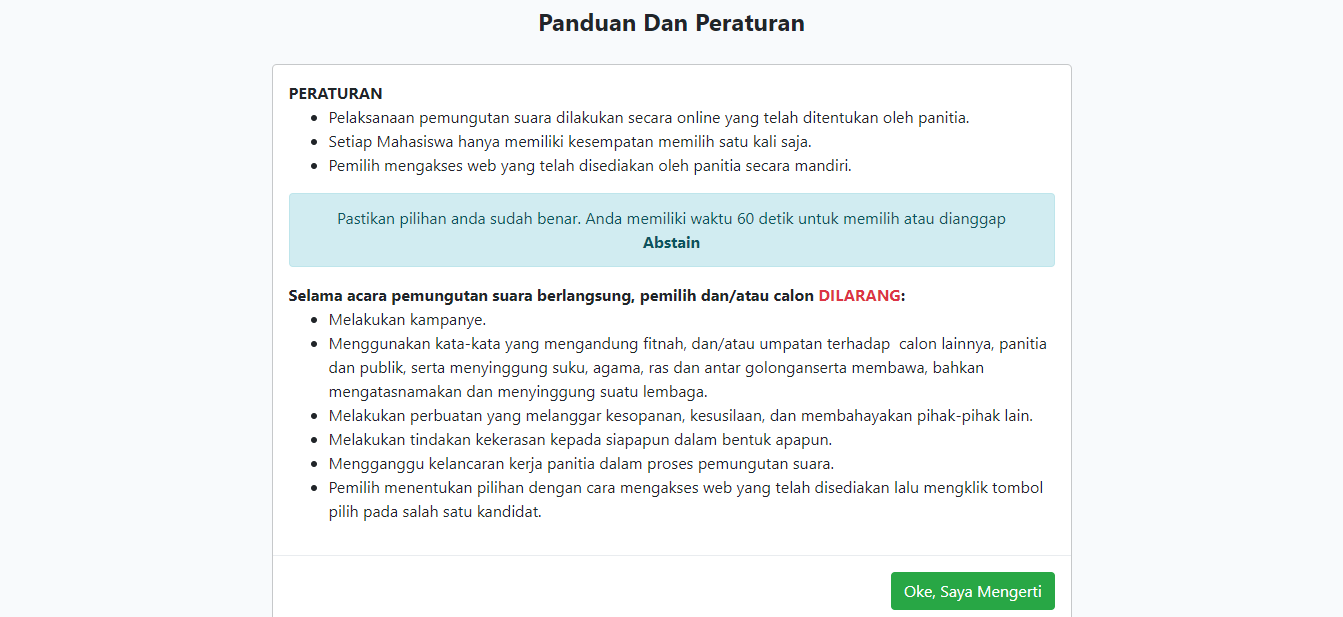 Panduan Dan Peraturan
PERATURAN
Pelaksanaan pemungutan suara dilakukan secara online yang telah ditentukan oleh panitia.
Setiap Mahasiswa hanya memiliki kesempatan memilih satu kali saja.
Pemilih mengakses web yang telah disediakan oleh panitia secara mandiri.
Pastikan pilihan anda sudah benar. Anda memiliki waktu 60 detik untuk memilih atau dianggap
Abstain
Selama acara pemungutan suara berlangsung, pemilih dan/atau calon DILARANG:
Melakukan kampanye.
Menggunakan kata-kata yang mengandung fitnah, dan/atau umpatan terhadap  calon lainnya, panitia
dan publik, serta menyinggung suku, agama, ras dan antar golonganserta membawa, bahkan
mengatasnamakan dan menyinggung suatu lembaga.
Melakukan perbuatan yang melanggar kesopanan, kesusilaan, dan membahayakan pihak-pihak lain.
Melakukan tindakan kekerasan kepada siapapun dalam bentuk apapun.
Mengganggu kelancaran kerja panitia dalam proses pemungutan suara.
Pemilih menentukan pilihan dengan cara mengakses web yang telah disediakan lalu mengklik tombol
pilih pada salah satu kandidat.
Oke, Saya Mengerti